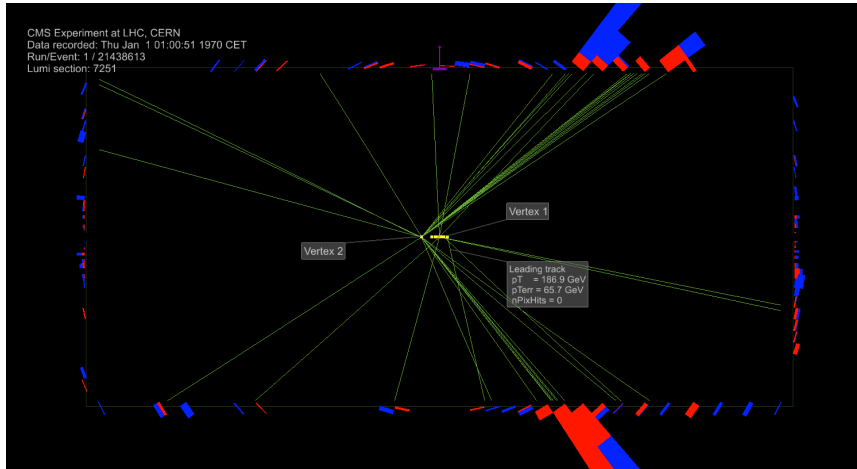 CMS Experiment at LHC, CERN
Data recorded: Thu Jan 1 01:00:51 1970 CET
Run/Event: 1 / 21438613
Lumi section: 7251
Vertex 1
Vertex 2
Leading track
pT = 186.9 GeV
pTerr = 65.7 GeV
nPixHits = 0